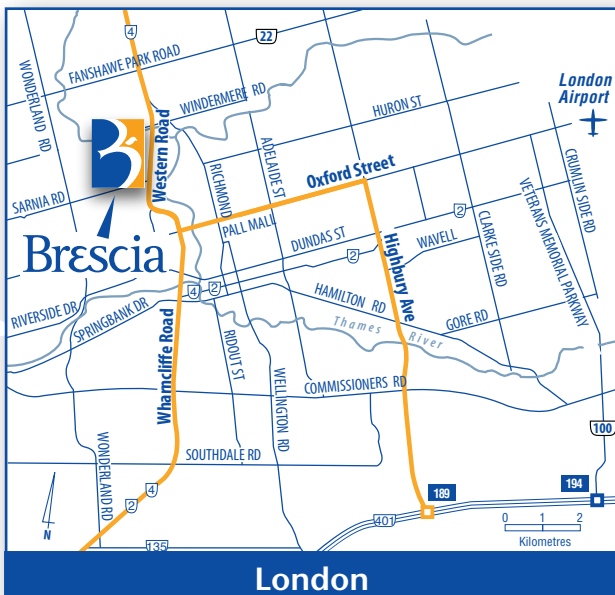 4
22
FANSHAWE PARK ROAD
WONDERLAND RD
WINDERMERE RD
London
Airport
HURON ST
Western Road
ADELAIDE ST
RICHMOND
Oxford Street
CRUMLIN SIDE RD
SARNIA RD
VETERANS MEMORIAL PARKWAY
PALL MALL
2
DUNDAS ST
CLARKE SIDE RD
WAVELL
Brescia
2
Highbury Ave
4
2
HAMILTON RD
RIVERSIDE DR
SPRINGBANK DR
GORE RD
Thames River
Wharncliffe Road
RIDOUT ST
WELLINGTON RD
COMMISSIONERS RD
100
WONDERLAND RD
SOUTHDALE RD
4
2
189
194
N
401
0 1 2
Kilometres
135
London